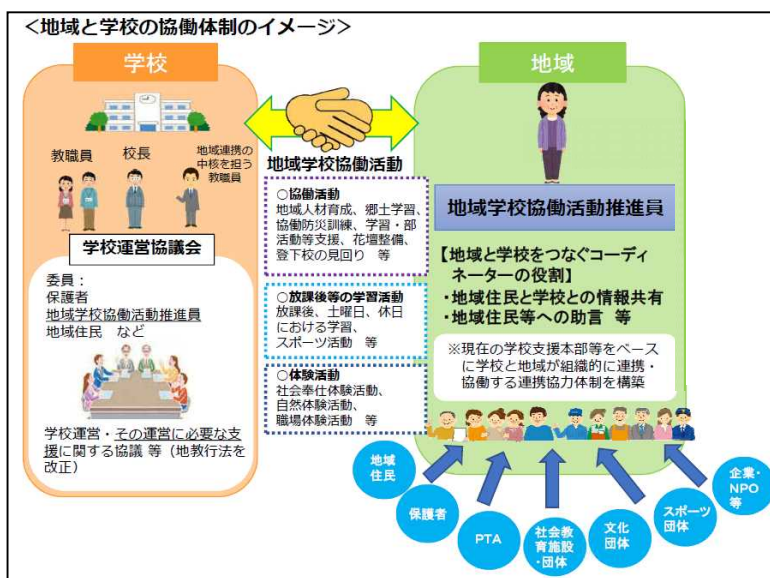 <地域と学校の協働体制のイメージ>
学校
教職員
校長
地域連携の
中核を担う
教職員
学校運営協議会
委員：
保護者
地域学校協働活動推進員
地域住民　など
学校運営・その運営に必要な支
援に関する協議 等（地教行法を
改正）
地域学校協働活動
○協働活動
地域人材育成、郷土学習、
協働防災訓練、学習・部
活動等支援、花壇整備、
登下校の見回り　等
○放課後等の学習活動
放課後、土曜日、休日
における学習、
スポーツ活動　等
○体験活動
社会奉仕体験活動、
自然体験活動、
職場体験活動　等
地域
地域学校協働活動推進員
【地域と学校をつなぐコーディ
ネーターの役割】
・地域住民と学校との情報共有
・地域住民等への助言　等
※現在の学校支援本部等をベース
に学校と地域が組織的に連携・
協働する連携協力体制を構築
地域
住民
保護者
PTA
社会教
育施設
・団体
文化
団体
スポーツ
団体
企業・
NPO
等